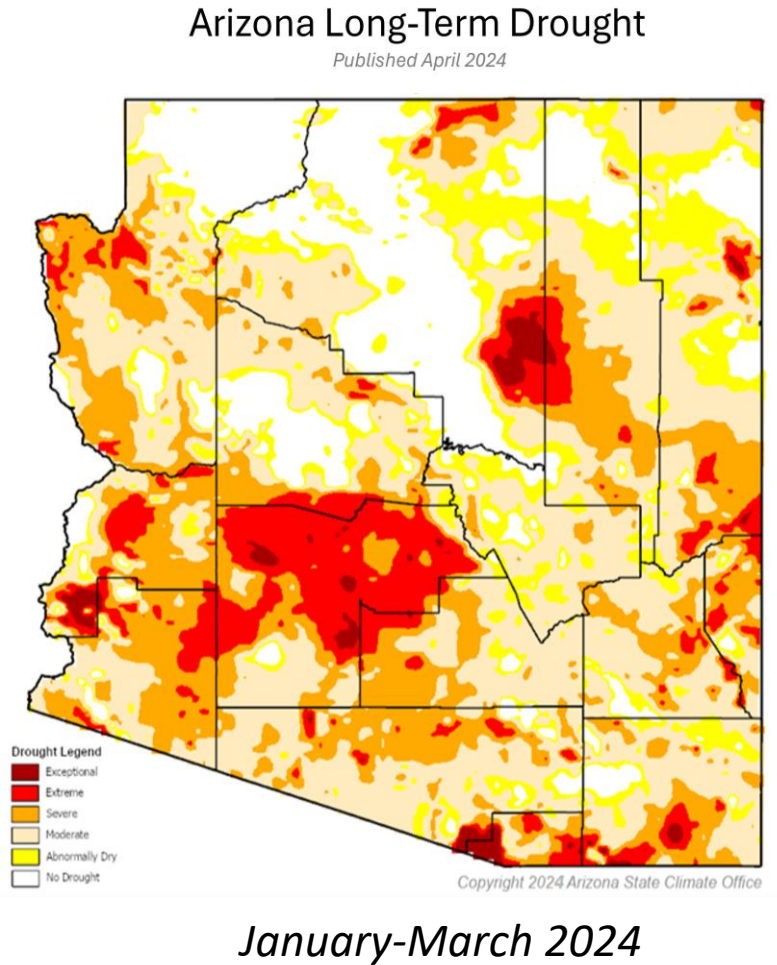 Arizona Long-Term Drought
Published April 2024
Drought Legend
Exceptional
Extreme
Severe
Moderate
Abnormally Dry
No Drought
Copyright 2024 Arizona State Climate Office
January-March 2024